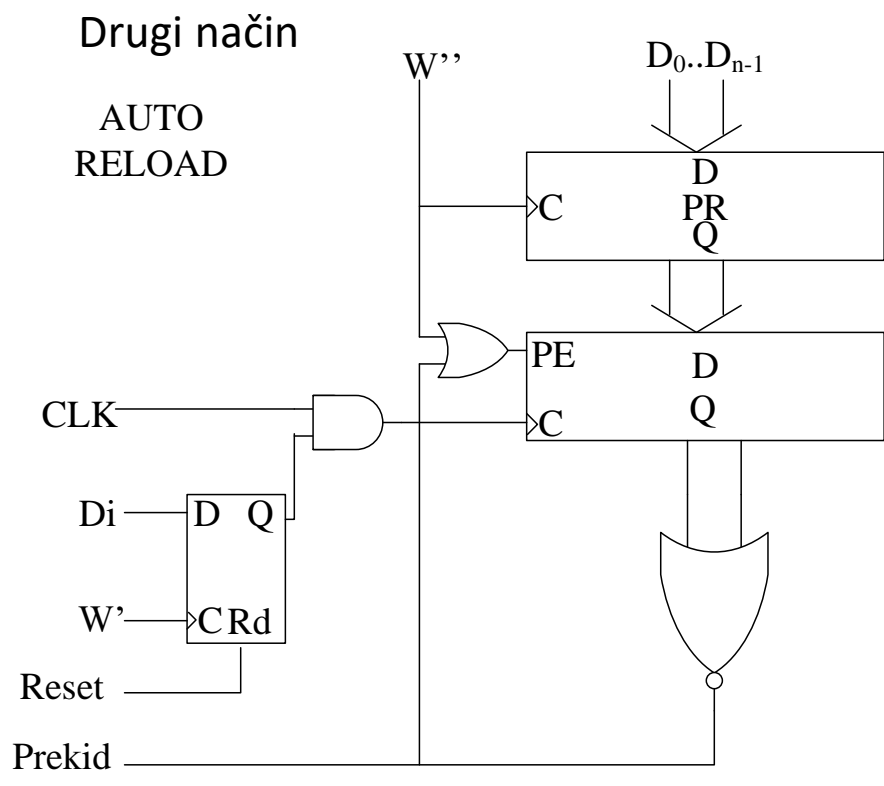 Drugi način
AUTO
RELOAD
W’’
D₀..Dₙ₋₁
D
C
PR
Q
PE
D
C
Q
CLK
Di
D Q
W’
C Rd
Reset
Prekid